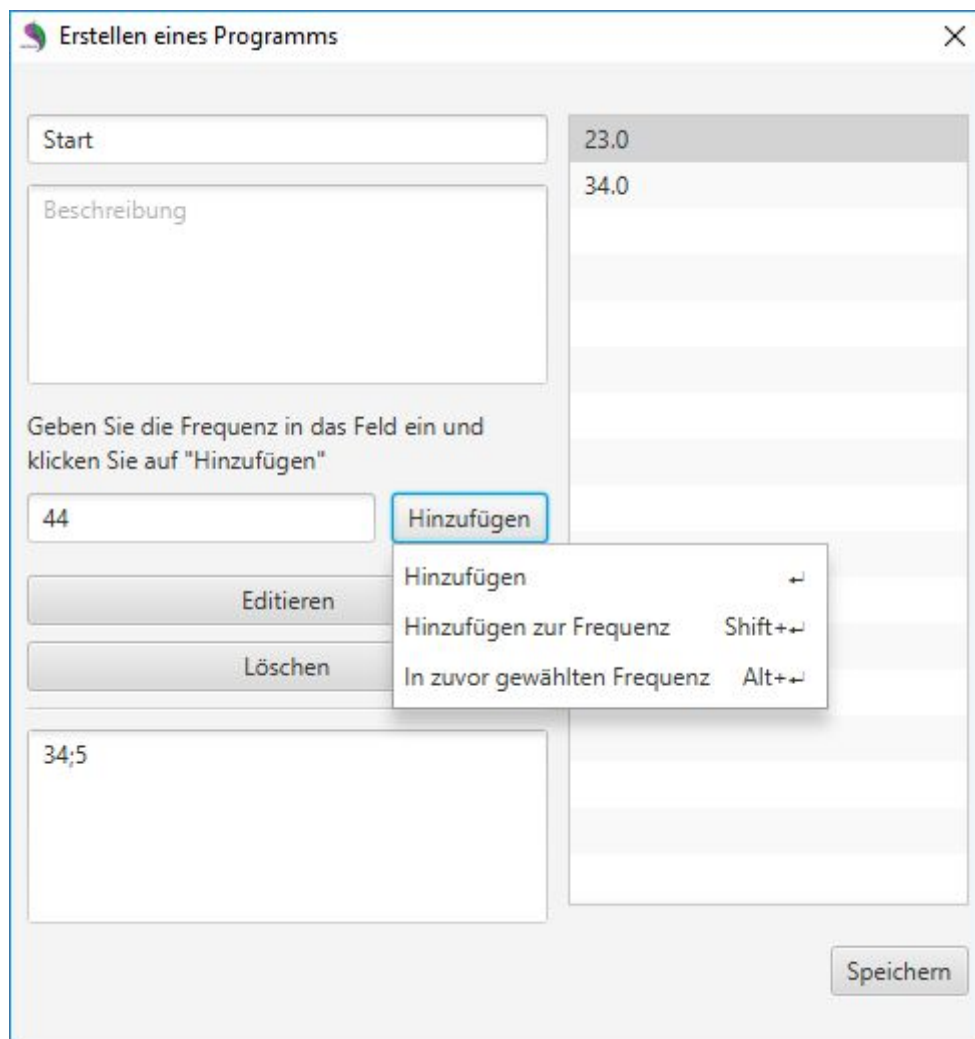 Erstellen eines Programms
Start
Beschreibung
Geben Sie die Frequenz in das Feld ein und
klicken Sie auf "Hinzufügen"
44
Hinzufügen
Hinzufügen ↵
Hinzufügen zur Frequenz Shift+↵
In zuvor gewählten Frequenz Alt+↵
Editieren
Löschen
34;5
23.0
34.0
Speichern